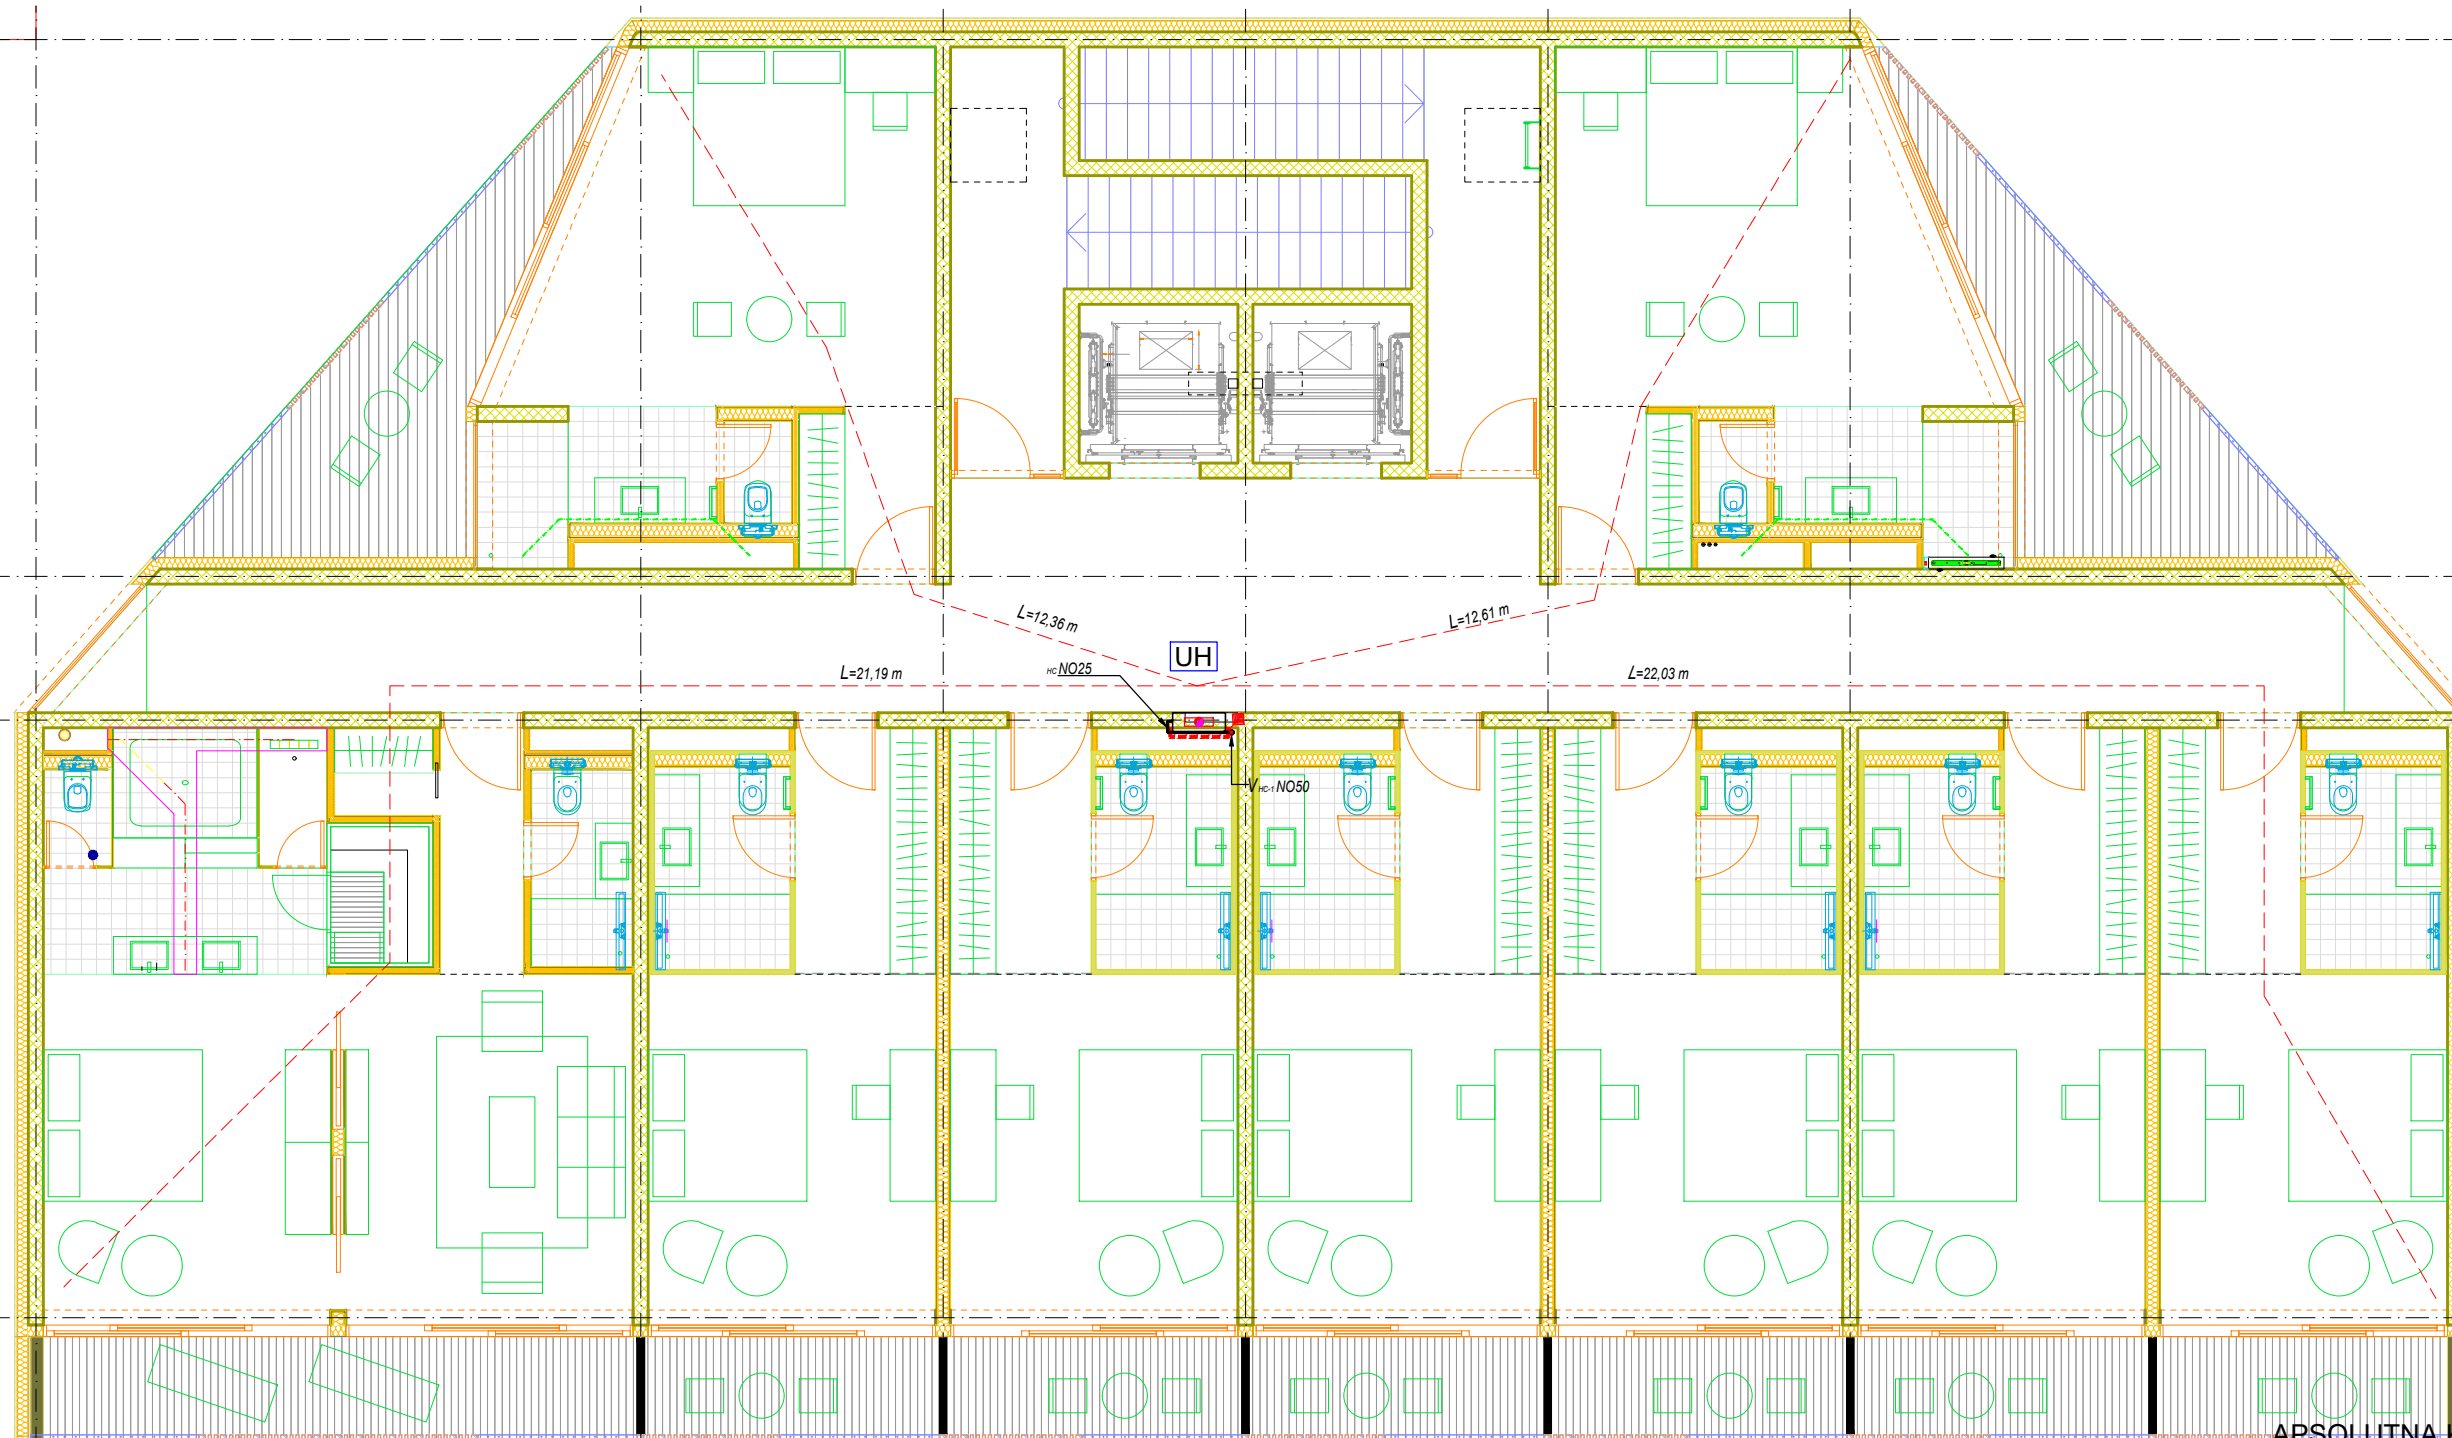 L=12,36 m
L=12,61 m
UH
HC NO25
L=21,19 m
L=22,03 m
V HC-1 NO50
APSOLUTNA